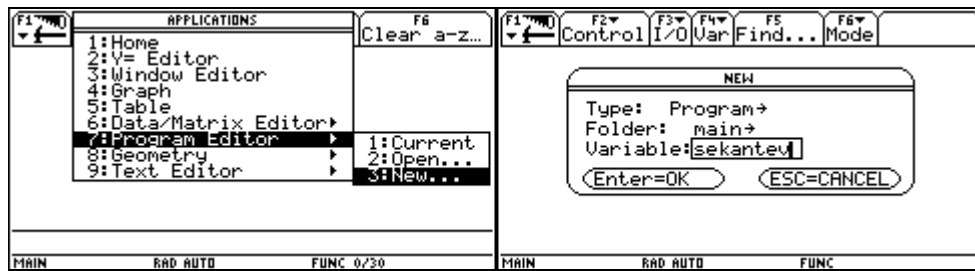 F1 APPLICATIONS F6
Clear a-z...
1:Home
2:Y= Editor
3:Window Editor
4:Graph
5:Table
6:Data/Matrix Editor
7:Program Editor
8:Geometry
9:Text Editor
1:Current
2:Open...
3:New...
MAIN RAD AUTO FUNC 0/30
F1 F2 F3 F4 F5 F6
Control I/O Var Find... Mode
NEW
Type: Program→
Folder: main→
Variable: sekantev
Enter=OK ESC=CANCEL
MAIN RAD AUTO FUNC